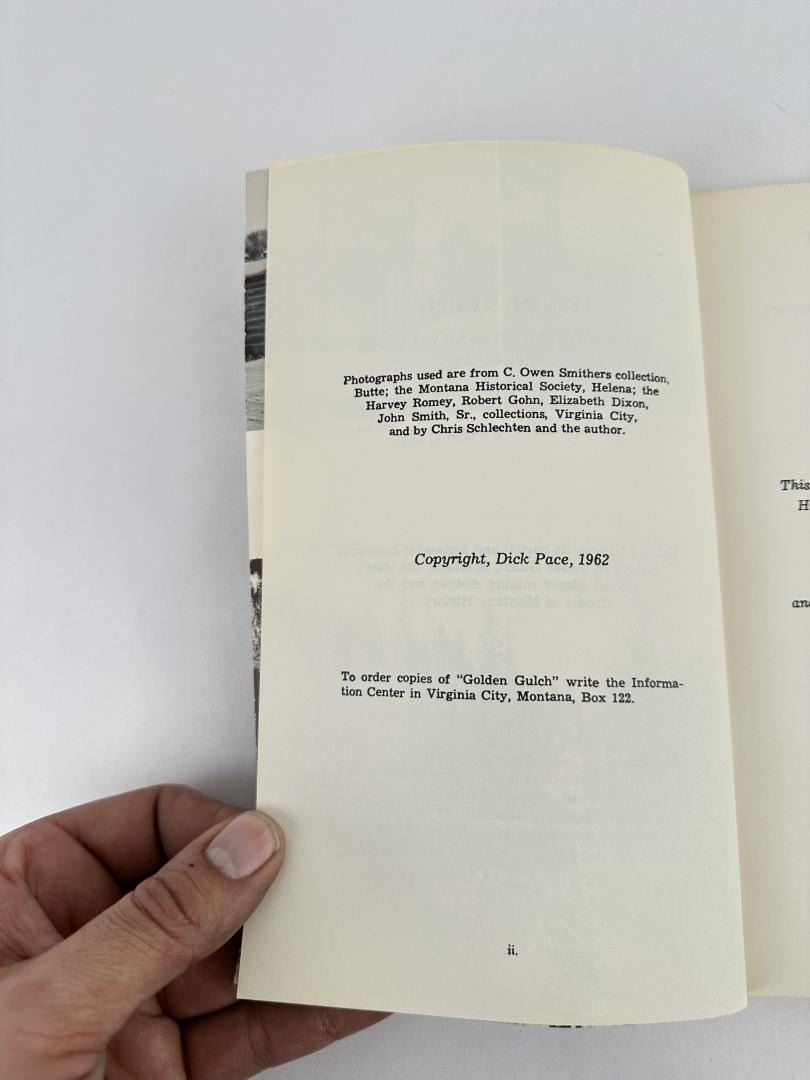 Photographs used are from C. Owen Smithers collection,
Butte; the Montana Historical Society, Helena; the
Harvey Romey, Robert Gohn, Elizabeth Dixon,
John Smith, Sr., collections, Virginia City,
and by Chris Schlechten and the author.
Copyright, Dick Pace, 1962
To order copies of “Golden Gulch” write the Informa-
tion Center in Virginia City, Montana, Box 122.
ii.
This
H